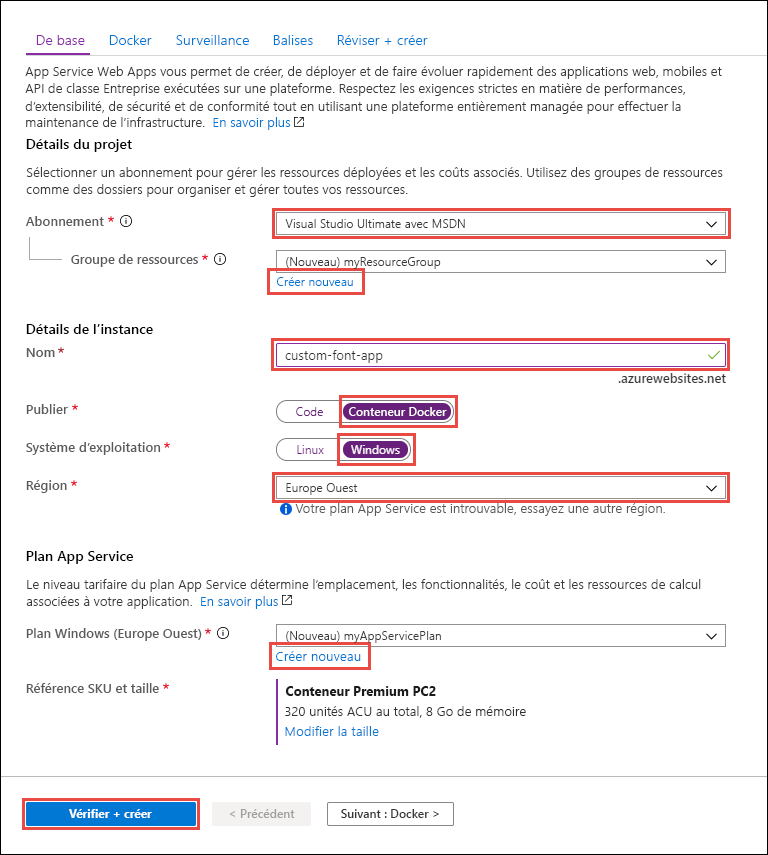 De base Docker Surveillance Balises Réviser + créer
App Service Web Apps vous permet de créer, de déployer et de faire évoluer rapidement des applications web, mobiles et
API de classe Entreprise exécutées sur une plateforme. Respectez les exigences strictes en matière de performances,
d'extensibilité, de sécurité et de conformité tout en utilisant une plateforme entièrement managée pour effectuer la
maintenance de l'infrastructure. En savoir plus
Détails du projet
Sélectionner un abonnement pour gérer les ressources déployées et les coûts associés. Utilisez des groupes de ressources
comme des dossiers pour organiser et gérer toutes vos ressources.
Abonnement * Visual Studio Ultimate avec MSDN
Groupe de ressources * (Nouveau) myResourceGroup
Créer nouveau
Détails de l'instance
Nom * custom-font-app
.azurewebsites.net
Publier * Code Conteneur Docker
Système d'exploitation * Linux Windows
Région * Europe Ouest
Votre plan App Service est introuvable, essayez une autre région.
Plan App Service
Le niveau tarifaire du plan App Service détermine l'emplacement, les fonctionnalités, le coût et les ressources de calcul
associées à votre application. En savoir plus
Plan Windows (Europe Ouest) * (Nouveau) myAppServicePlan
Créer nouveau
Référence SKU et taille * Conteneur Premium PC2
320 unités ACU au total, 8 Go de mémoire
Modifier la taille
Vérifier + créer < Précédent Suivant : Docker >